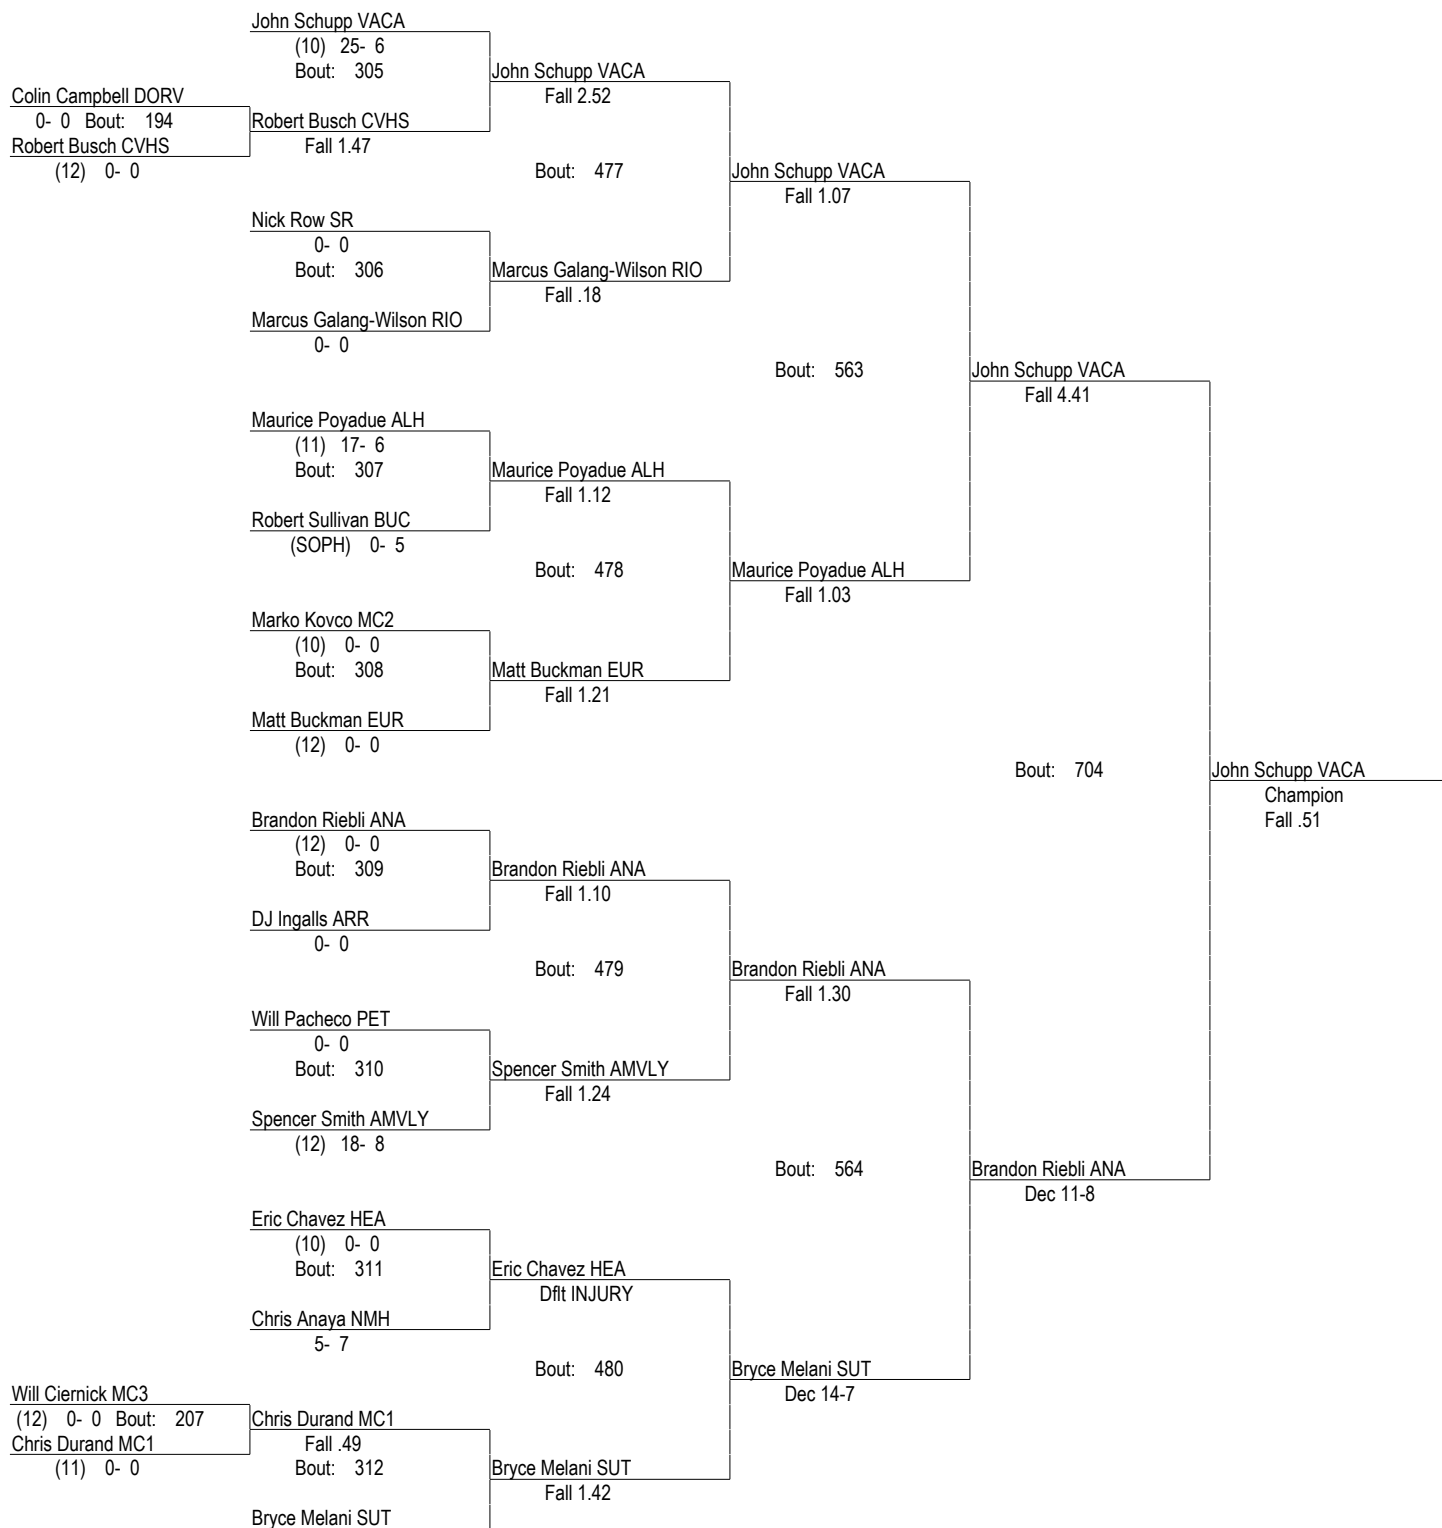 John Schupp VACA
(10) 25- 6
Bout: 305
John Schupp VACA
Fall 2.52
Colin Campbell DORV
0- 0 Bout: 194
Robert Busch CVHS
Fall 1.47
Robert Busch CVHS
(12) 0- 0
Bout: 477
John Schupp VACA
Fall 1.07
Nick Row SR
0- 0
Bout: 306
Marcus Galang-Wilson RIO
Fall .18
Marcus Galang-Wilson RIO
0- 0
Bout: 563
John Schupp VACA
Fall 4.41
Maurice Poyadue ALH
(11) 17- 6
Bout: 307
Maurice Poyadue ALH
Fall 1.12
Robert Sullivan BUC
(SOPH) 0- 5
Bout: 478
Maurice Poyadue ALH
Fall 1.03
Marko Kovco MC2
(10) 0- 0
Bout: 308
Matt Buckman EUR
Fall 1.21
Matt Buckman EUR
(12) 0- 0
Bout: 704
John Schupp VACA
Champion
Fall .51
Brandon Riebli ANA
(12) 0- 0
Bout: 309
Brandon Riebli ANA
Fall 1.10
DJ Ingalls ARR
0- 0
Bout: 479
Brandon Riebli ANA
Fall 1.30
Will Pacheco PET
0- 0
Bout: 310
Spencer Smith AMVLY
Fall 1.24
Spencer Smith AMVLY
(12) 18- 8
Bout: 564
Brandon Riebli ANA
Dec 11-8
Eric Chavez HEA
(10) 0- 0
Bout: 311
Eric Chavez HEA
Dflt INJURY
Chris Anaya NMH
5- 7
Bout: 480
Bryce Melani SUT
Dec 14-7
Will Ciernick MC3
(12) 0- 0 Bout: 207
Chris Durand MC1
Fall .49
Chris Durand MC1
(11) 0- 0
Bout: 312
Bryce Melani SUT
Fall 1.42
Bryce Melani SUT